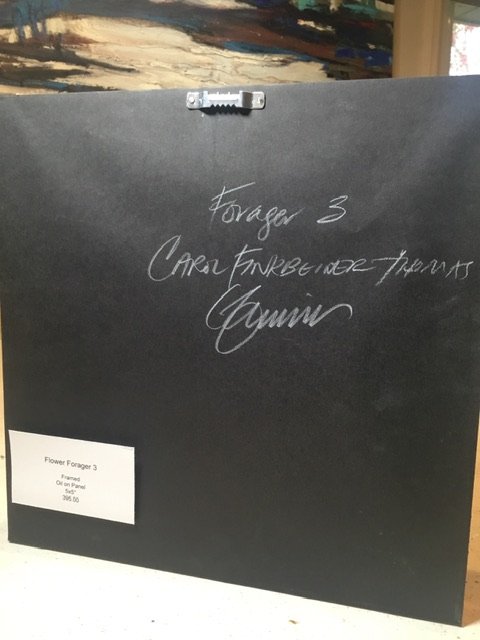 Forager 3
CAROL FINKBEINER-THOMAS
Flower Forager 3
Framed
Oil on Panel
5x5"
395.00